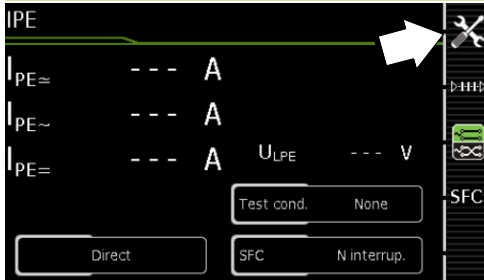 IPE
IPE≃ --- A
IPE~ --- A
IPE= --- A ULPE --- V
SFC
Test cond. None
Direct SFC N interrup.